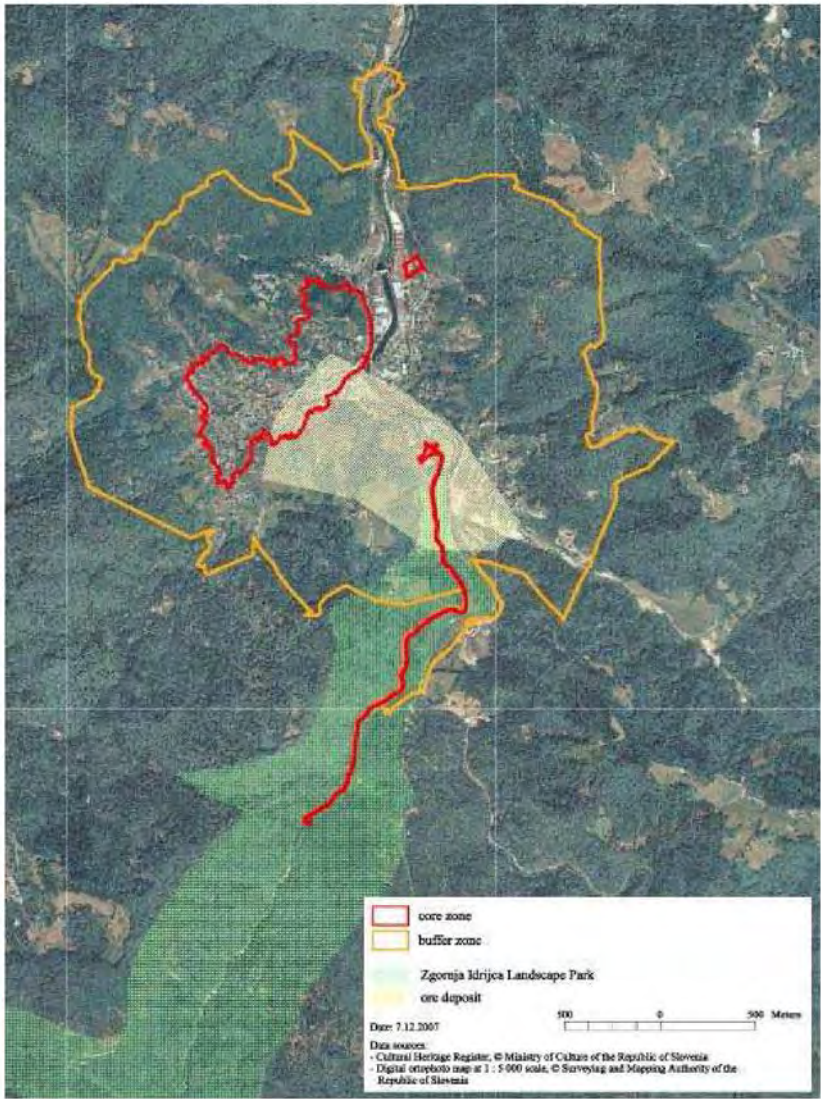 core zone
buffer zone
Zgornja Idrijca Landscape Park
ore deposit
500 0 500 Meters
Date: 7.12.2007
Data sources:
- Cultural Heritage Register, © Ministry of Culture of the Republic of Slovenia
- Digital ortophoto map at 1 : 5 000 scale, © Surveying and Mapping Authority of the
Republic of Slovenia